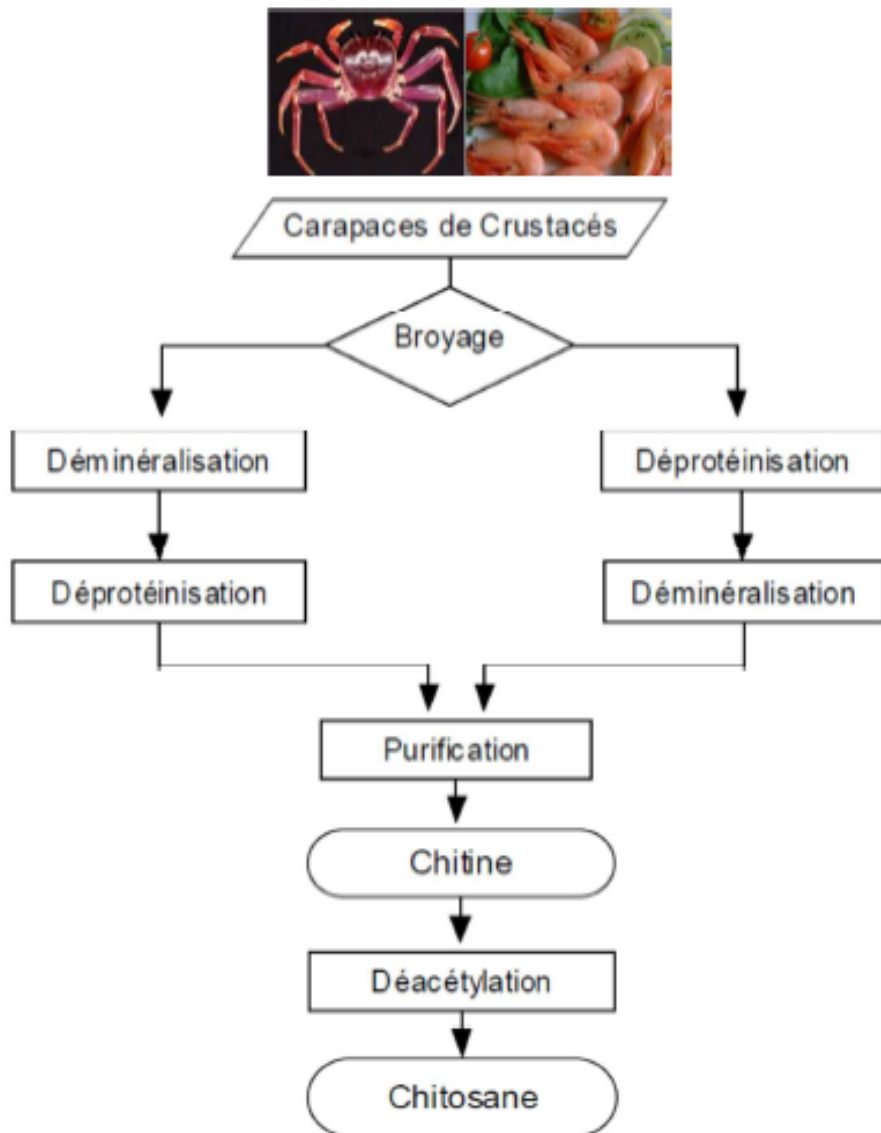 Carapaces de Crustacés
Broyage
Déminéralisation
Déprotéinisation
Déprotéinisation
Déminéralisation
Purification
Chitine
Déacétylation
Chitosane